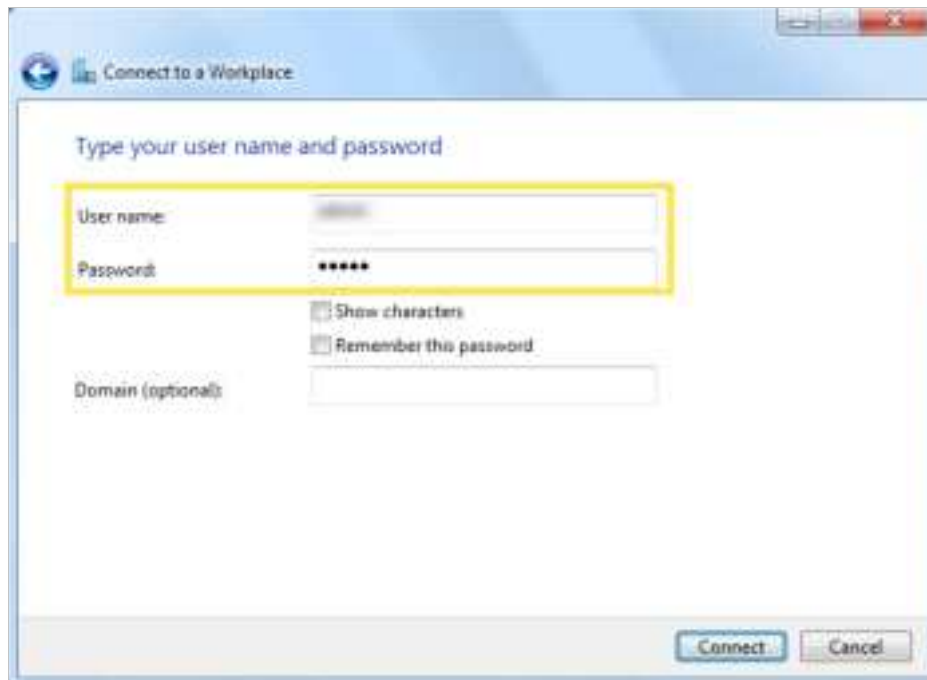 Connect to a Workplace
Type your user name and password
User name:
Password: •••••
Show characters
Remember this password
Domain (optional):
Connect Cancel